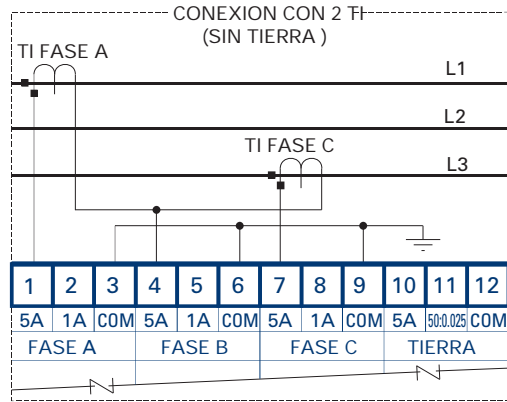 CONEXION CON 2 TI
(SIN TIERRA )
TI FASE A
L1
L2
TI FASE C
L3
1 2 3 4 5 6 7 8 9 10 11 12
5A 1A COM 5A 1A COM 5A 1A COM 5A 50:0.025 COM
FASE A FASE B FASE C TIERRA